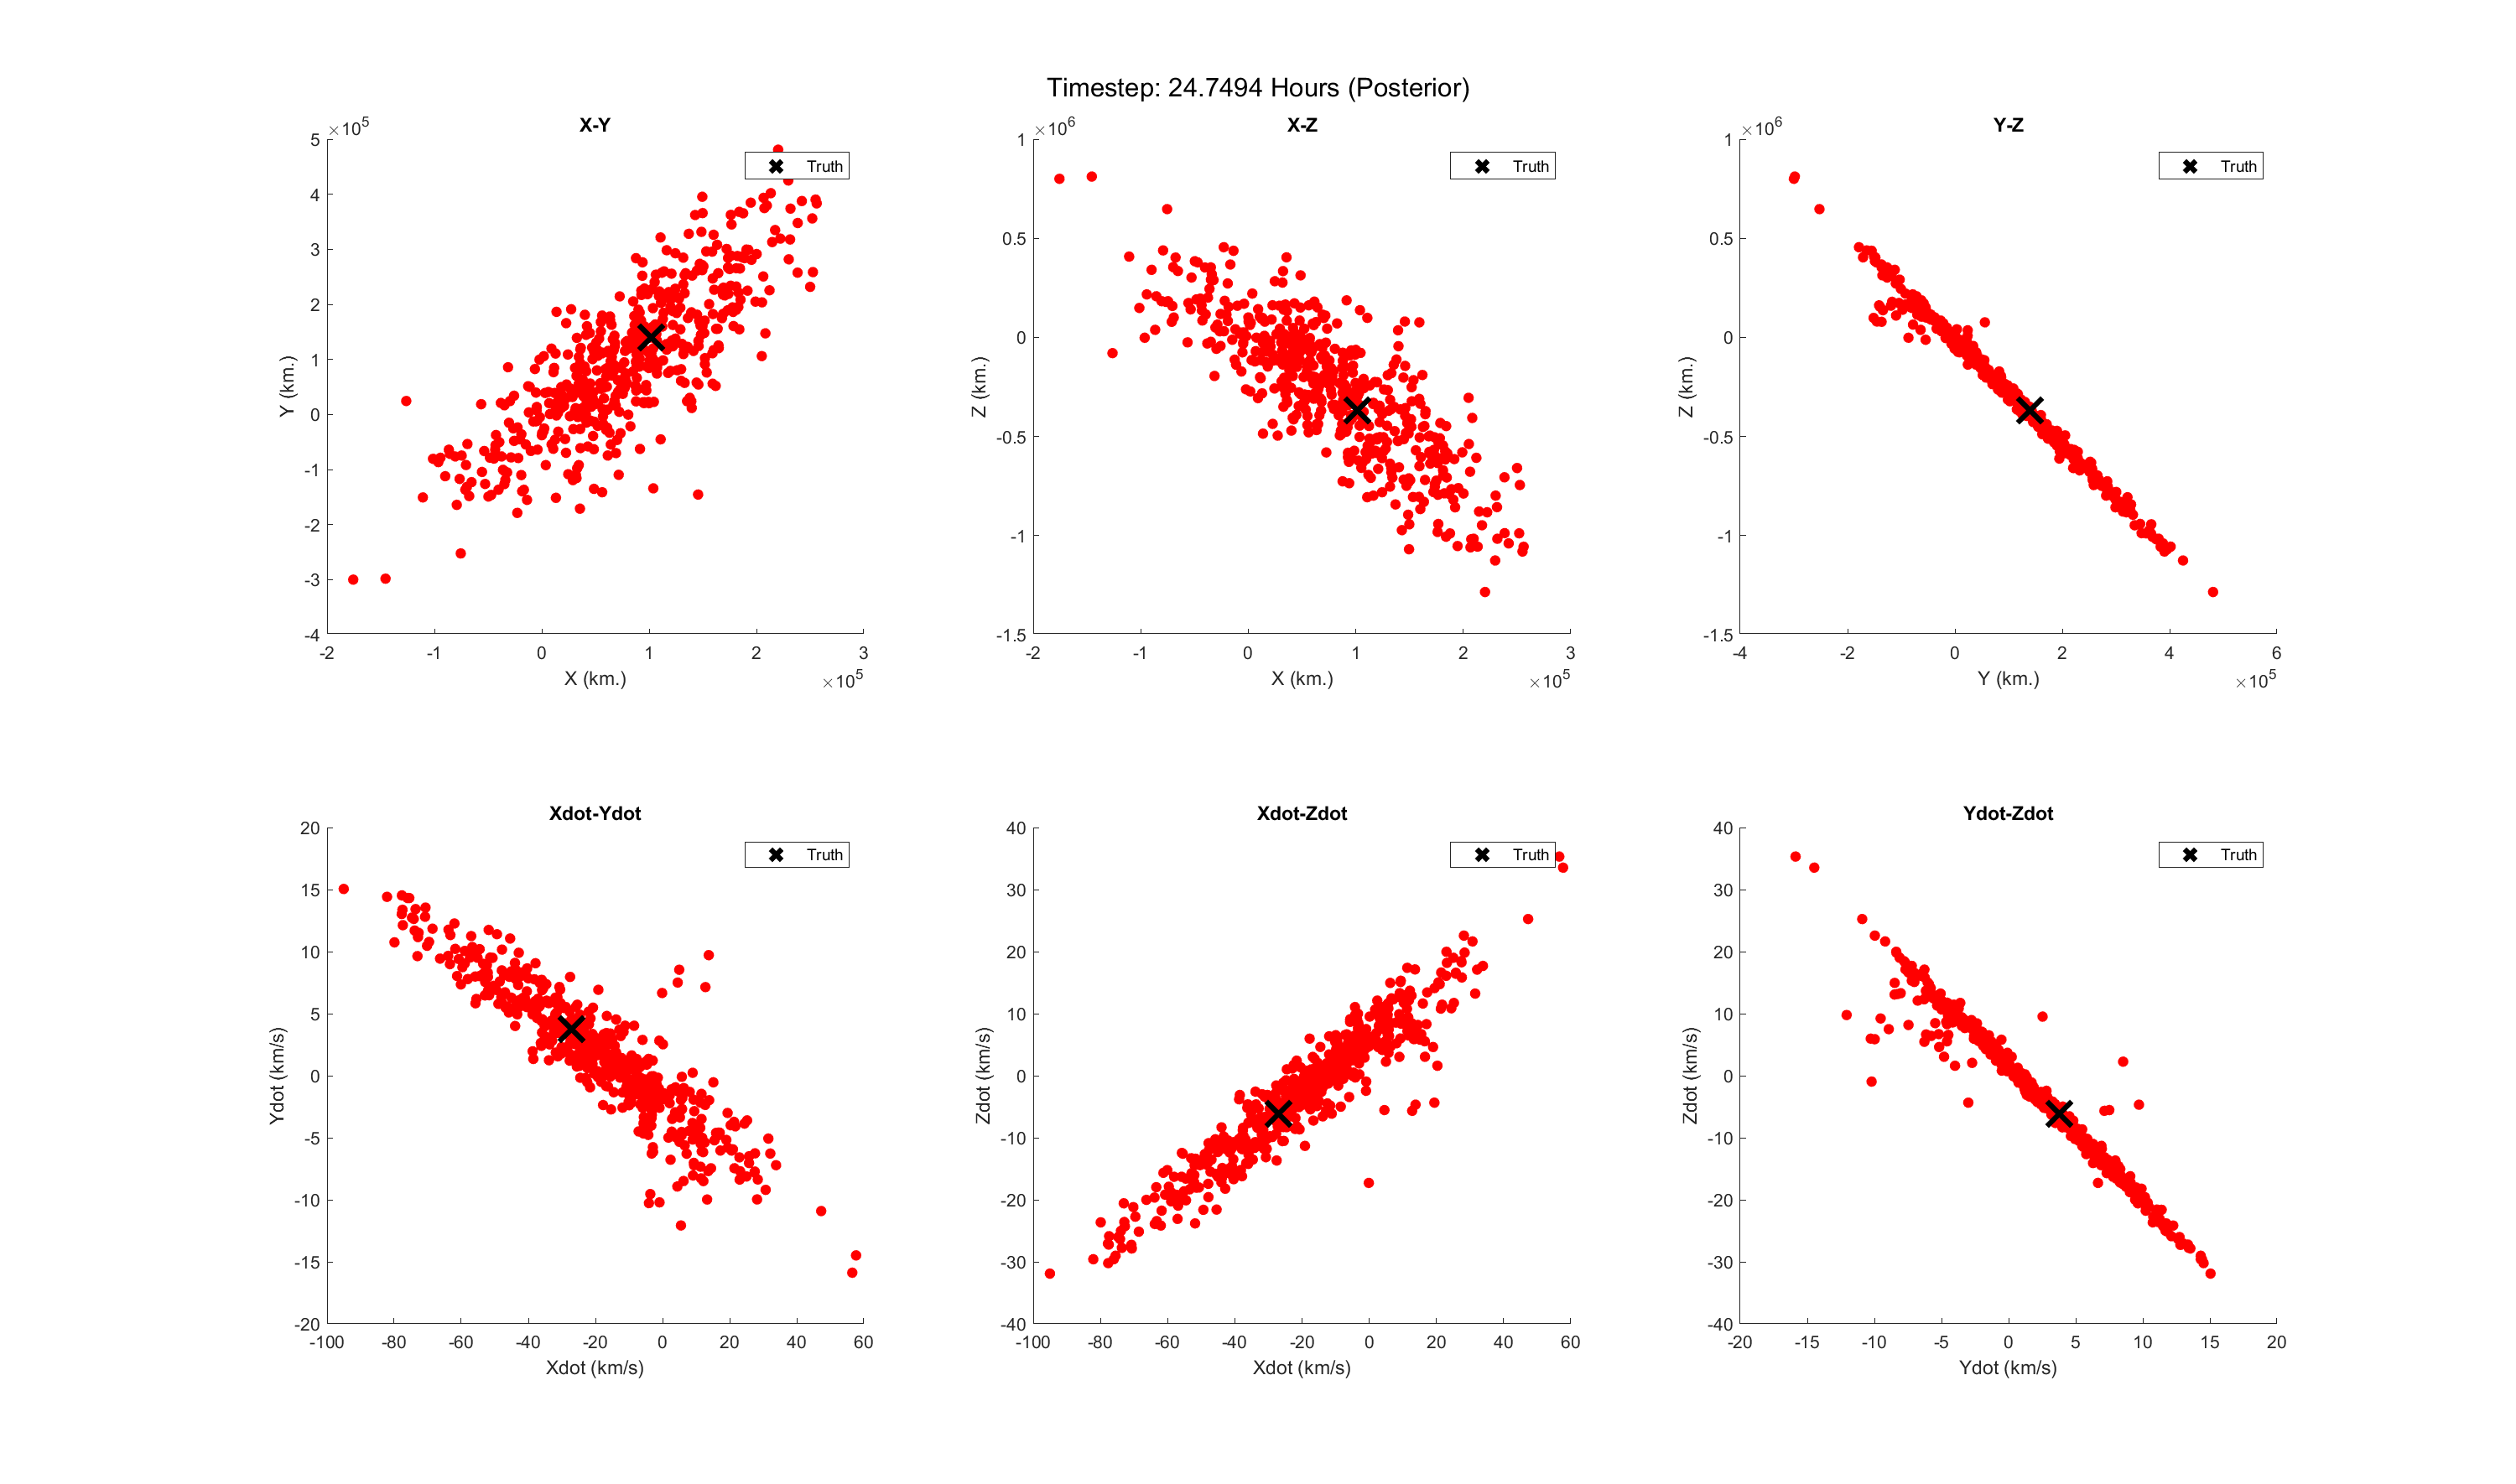 Timestep: 24.7494 Hours (Posterior)
X-Y
×10^5
5
4
3
2
1
0
-1
-2
-3
-4
Y (km.)
Truth
-2 -1 0 1 2 3
X (km.)
×10^5
X-Z
×10^6
1
0.5
0
-0.5
-1
-1.5
Z (km.)
Truth
-2 -1 0 1 2 3
X (km.)
×10^5
Y-Z
×10^6
1
0.5
0
-0.5
-1
-1.5
Z (km.)
Truth
-4 -2 0 2 4 6
Y (km.)
×10^5
Xdot-Ydot
20
15
10
5
0
-5
-10
-15
-20
Ydot (km/s)
Truth
-100 -80 -60 -40 -20 0 20 40 60
Xdot (km/s)
Xdot-Zdot
40
30
20
10
0
-10
-20
-30
-40
Zdot (km/s)
Truth
-100 -80 -60 -40 -20 0 20 40 60
Xdot (km/s)
Ydot-Zdot
40
30
20
10
0
-10
-20
-30
-40
Zdot (km/s)
Truth
-20 -15 -10 -5 0 5 10 15 20
Ydot (km/s)